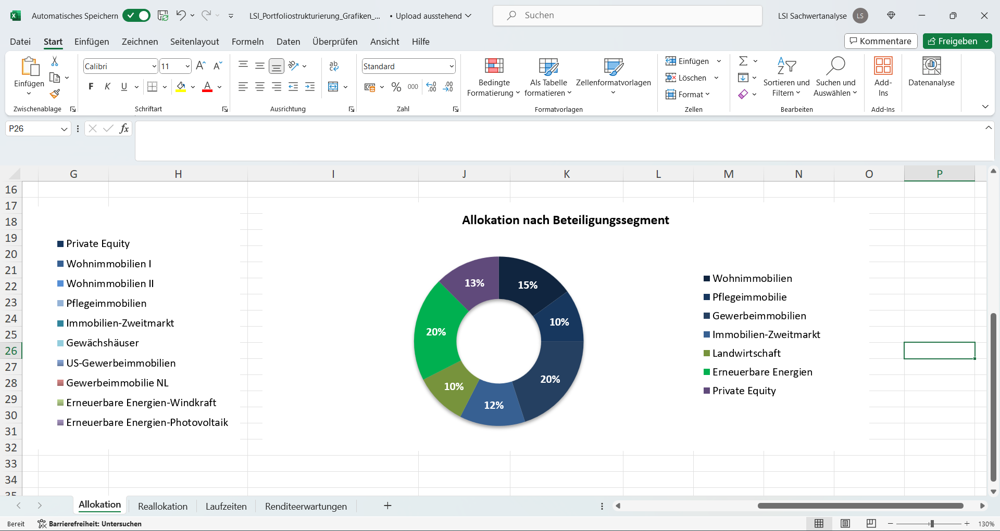 Automatisches Speichern
LSI_Portfoliostrukturierung_Grafiken_... • Upload ausstehend
Suchen
LSI Sachwertanalyse LS
Datei Start Einfügen Zeichnen Seitenlayout Formeln Daten Überprüfen Ansicht Hilfe
Kommentare Freigeben
Einfügen
Zwischenablage
Calibri 11
F K U
Schriftart
Ausrichtung
Standard
% 000
Zahl
Bedingte Formatierung
Als Tabelle formatieren
Zellenformatvorlagen
Formatvorlagen
Einfügen
Löschen
Format
Zellen
Sortieren und Filtern
Suchen und Auswählen
Bearbeiten
Add-Ins
Add-Ins
Datenanalyse
P26
fx
G H I J K L M N O P
16
17
18
19
20
21
22
23
24
25
26
27
28
29
30
31
32
33
34
35
Private Equity
Wohnimmobilien I
Wohnimmobilien II
Pflegeimmobilien
Immobilien-Zweitmarkt
Gewächshäuser
US-Gewerbeimmobilien
Gewerbeimmobilie NL
Erneuerbare Energien-Windkraft
Erneuerbare Energien-Photovoltaik
Allokation nach Beteiligungssegment
15%
10%
20%
12%
10%
20%
13%
Wohnimmobilien
Pflegeimmobilie
Gewerbeimmobilien
Immobilien-Zweitmarkt
Landwirtschaft
Erneuerbare Energien
Private Equity
Allokation Reallokation Laufzeiten Renditeerwartungen
Bereit Barrierefreiheit: Untersuchen
130%